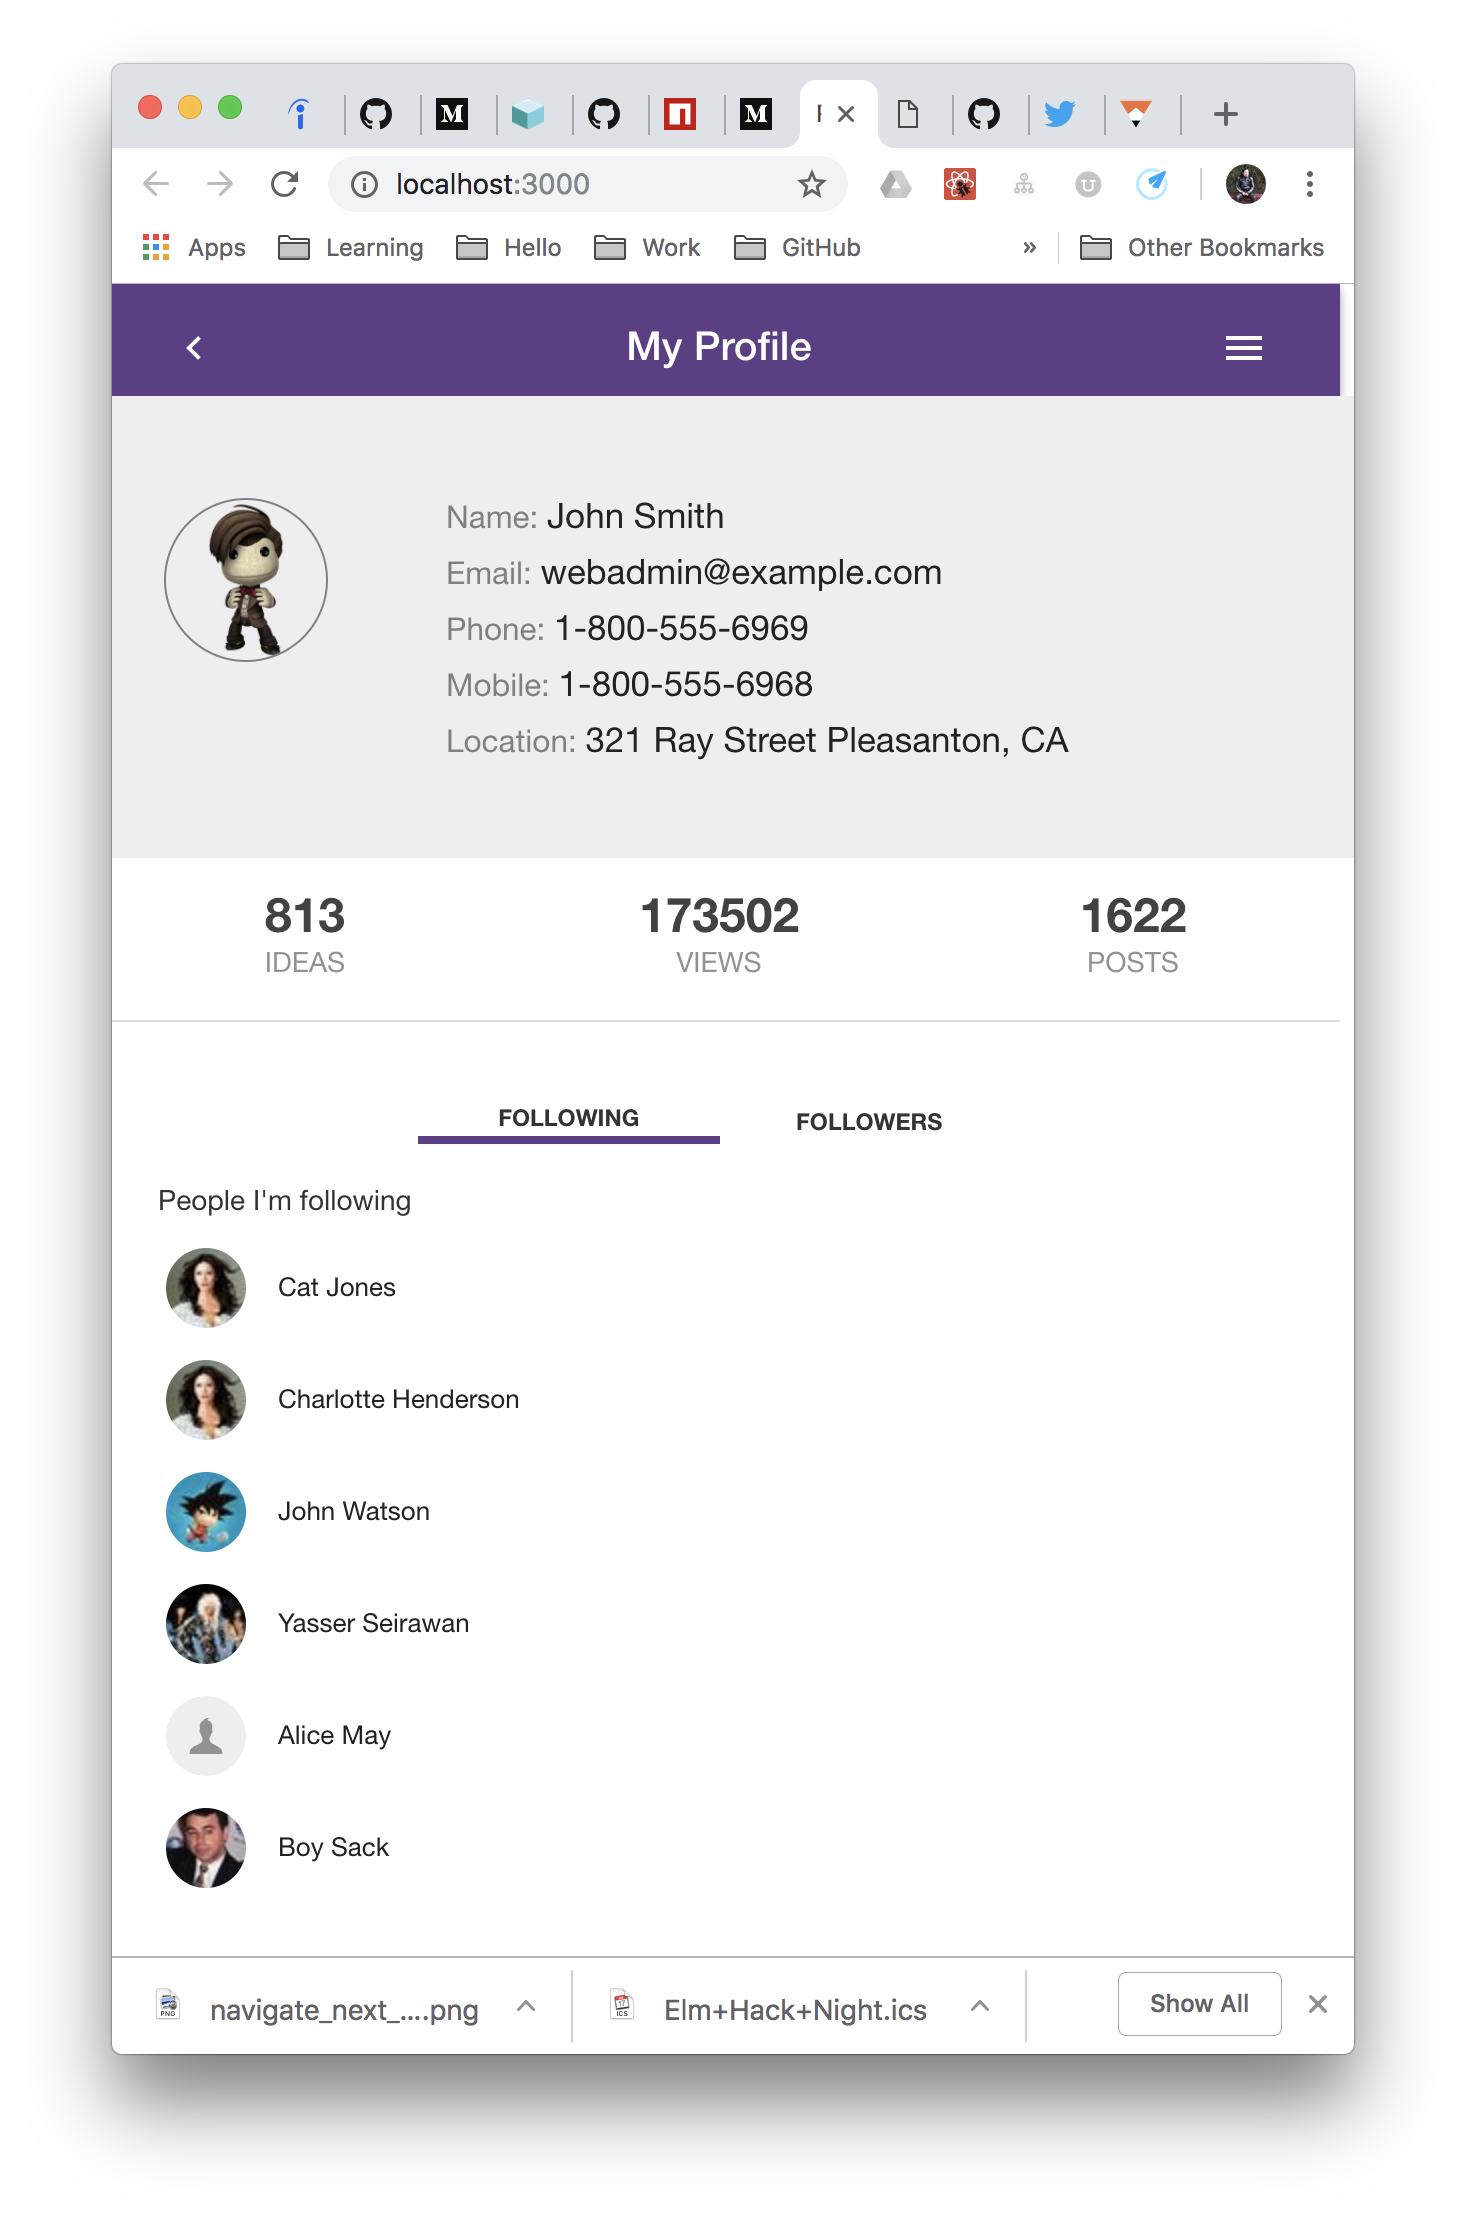 localhost:3000
Apps Learning Hello Work GitHub » Other Bookmarks
My Profile
Name: John Smith
Email: webadmin@example.com
Phone: 1-800-555-6969
Mobile: 1-800-555-6968
Location: 321 Ray Street Pleasanton, CA
813 173502 1622
IDEAS VIEWS POSTS
FOLLOWING FOLLOWERS
People I'm following
Cat Jones
Charlotte Henderson
John Watson
Yasser Seirawan
Alice May
Boy Sack
navigate_next_....png Elm+Hack+Night.ics Show All